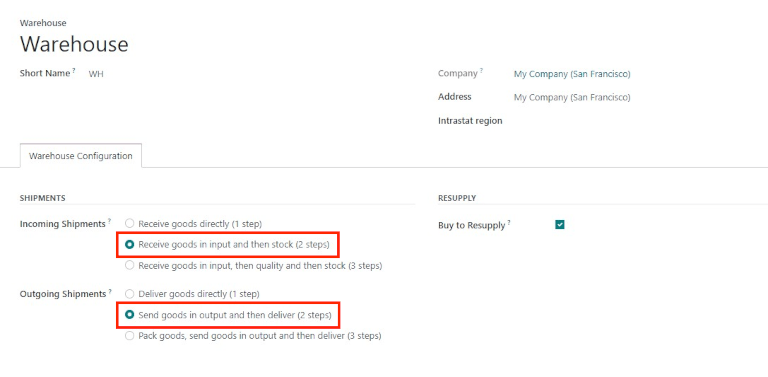 Warehouse
Warehouse
Short Name ? WH
Company ? My Company (San Francisco)
Address My Company (San Francisco)
Intrastat region
Warehouse Configuration
SHIPMENTS
Incoming Shipments ? Receive goods directly (1 step)
Receive goods in input and then stock (2 steps)
Receive goods in input, then quality and then stock (3 steps)
Outgoing Shipments ? Deliver goods directly (1 step)
Send goods in output and then deliver (2 steps)
Pack goods, send goods in output and then deliver (3 steps)
RESUPPLY
Buy to Resupply ?